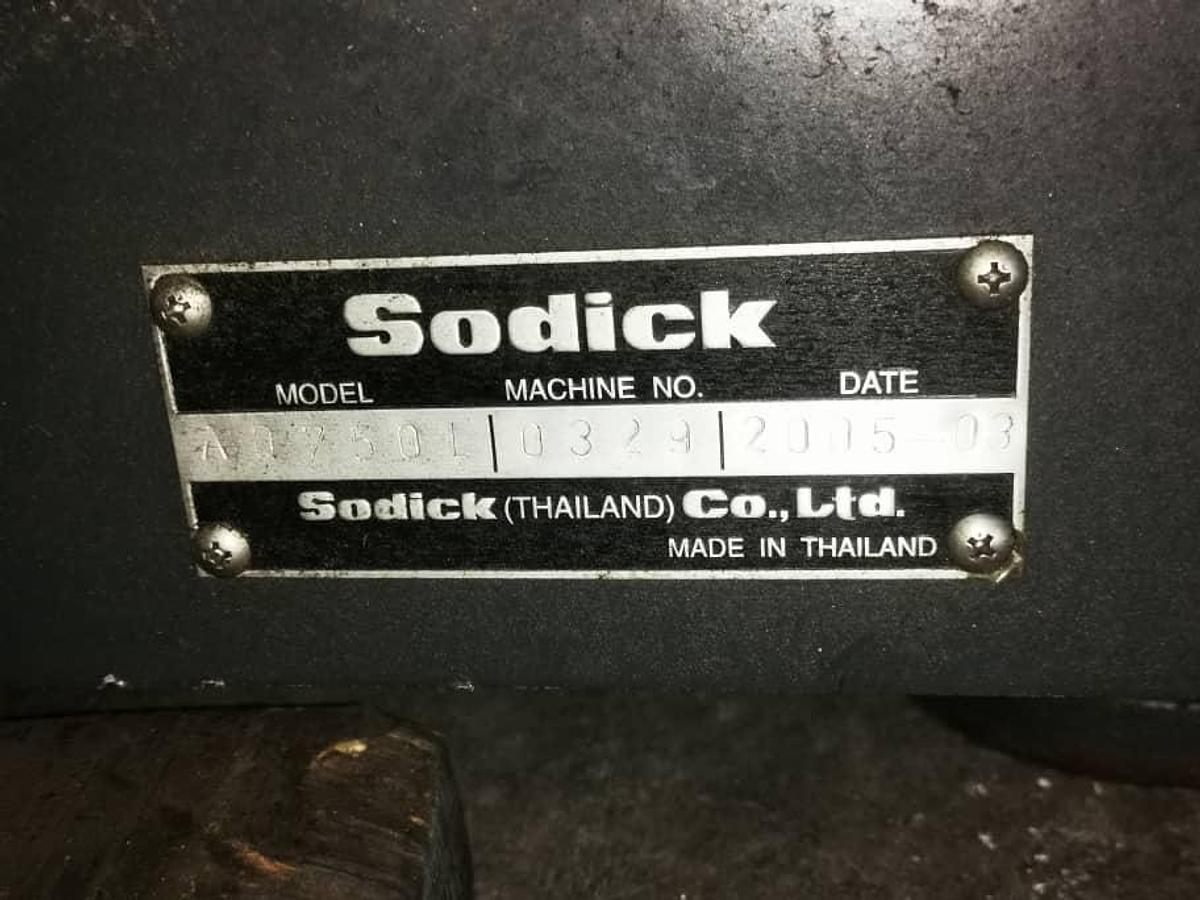 Sodick
MODEL MACHINE NO. DATE
AQ750L 0329 2005-03
Sodick (THAILAND) Co., Ltd.
MADE IN THAILAND